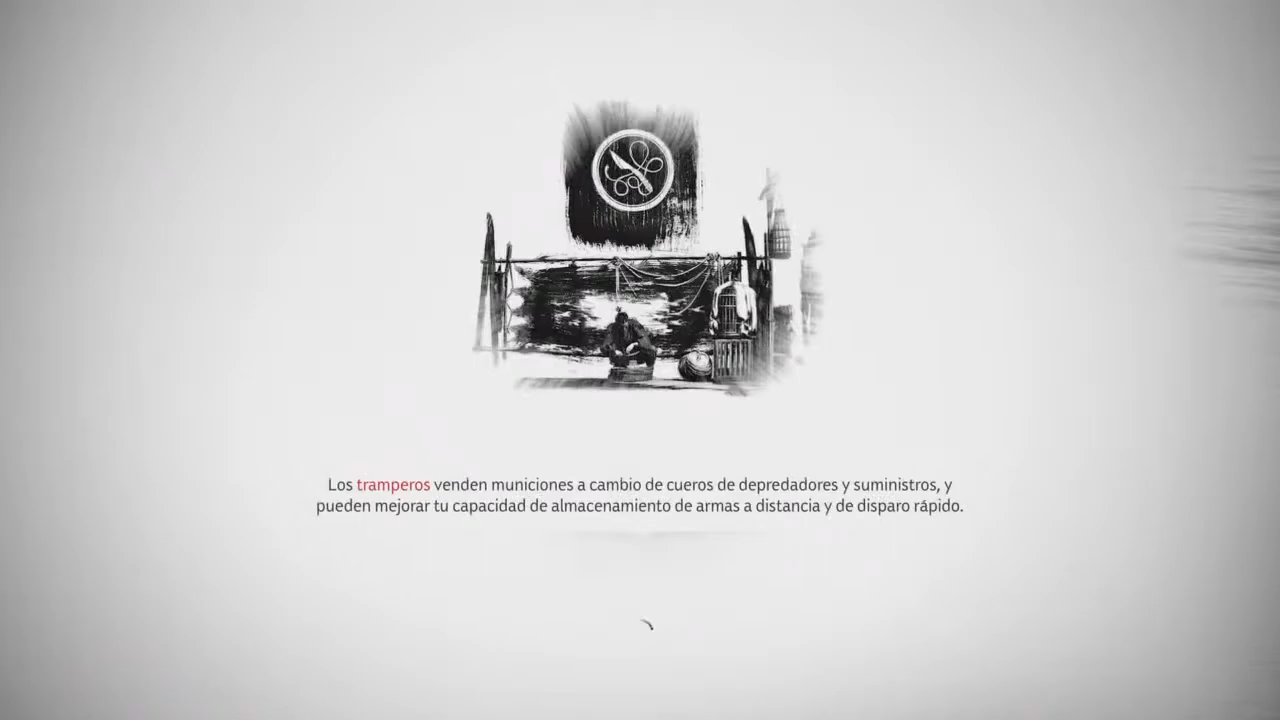 Los tramperos venden municiones a cambio de cueros de depredadores y suministros, y
pueden mejorar tu capacidad de almacenamiento de armas a distancia y de disparo rápido.